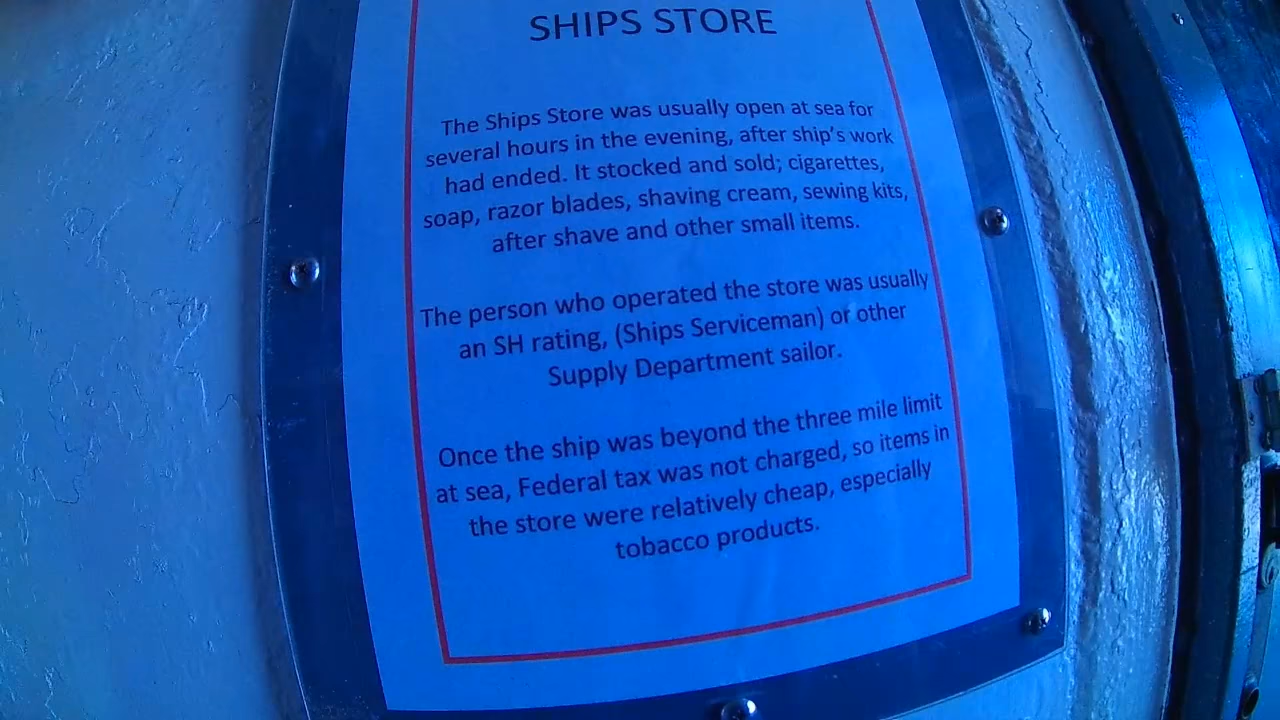 SHIPS STORE
The Ships Store was usually open at sea for
several hours in the evening, after ship's work
had ended. It stocked and sold; cigarettes,
soap, razor blades, shaving cream, sewing kits,
after shave and other small items.
The person who operated the store was usually
an SH rating, (Ships Serviceman) or other
Supply Department sailor.
Once the ship was beyond the three mile limit
at sea, Federal tax was not charged, so items in
the store were relatively cheap, especially
tobacco products.